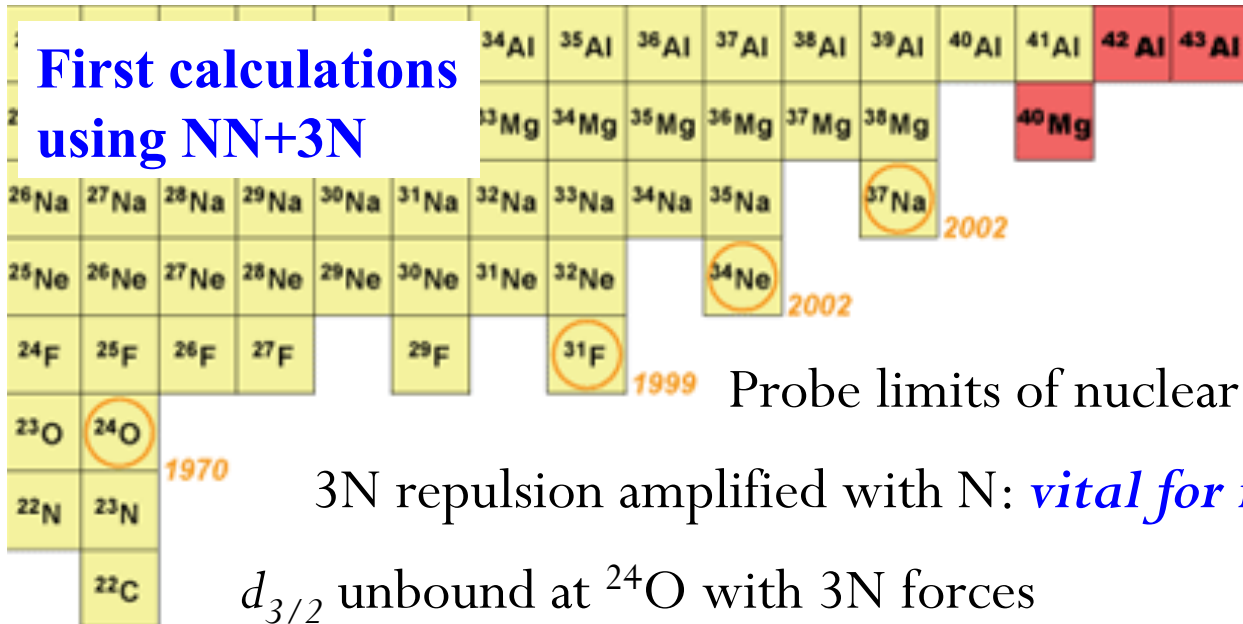 First calculations
using NN+3N
34Al 35Al 36Al 37Al 38Al 39Al 40Al 41Al 42Al 43Al
33Mg 34Mg 35Mg 36Mg 37Mg 38Mg 40Mg
26Na 27Na 28Na 29Na 30Na 31Na 32Na 33Na 34Na 35Na 37Na
2002
25Ne 26Ne 27Ne 28Ne 29Ne 30Ne 31Ne 32Ne 34Ne
2002
24F 25F 26F 27F 29F 31F
1999
Probe limits of nuclear
23O 24O
1970
22N 23N
3N repulsion amplified with N: vital for
22C
d3/2 unbound at 24O with 3N forces